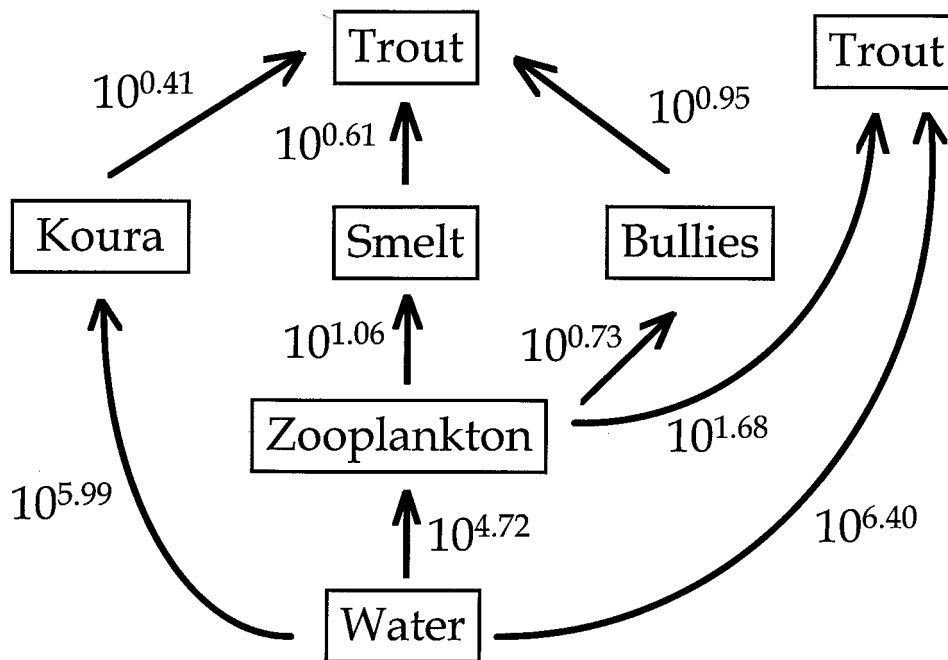 Trout
Trout
10^0.41
10^0.61
10^0.95
Koura
Smelt
Bullies
10^1.06
10^0.73
Zooplankton
10^1.68
10^5.99
10^4.72
10^6.40
Water